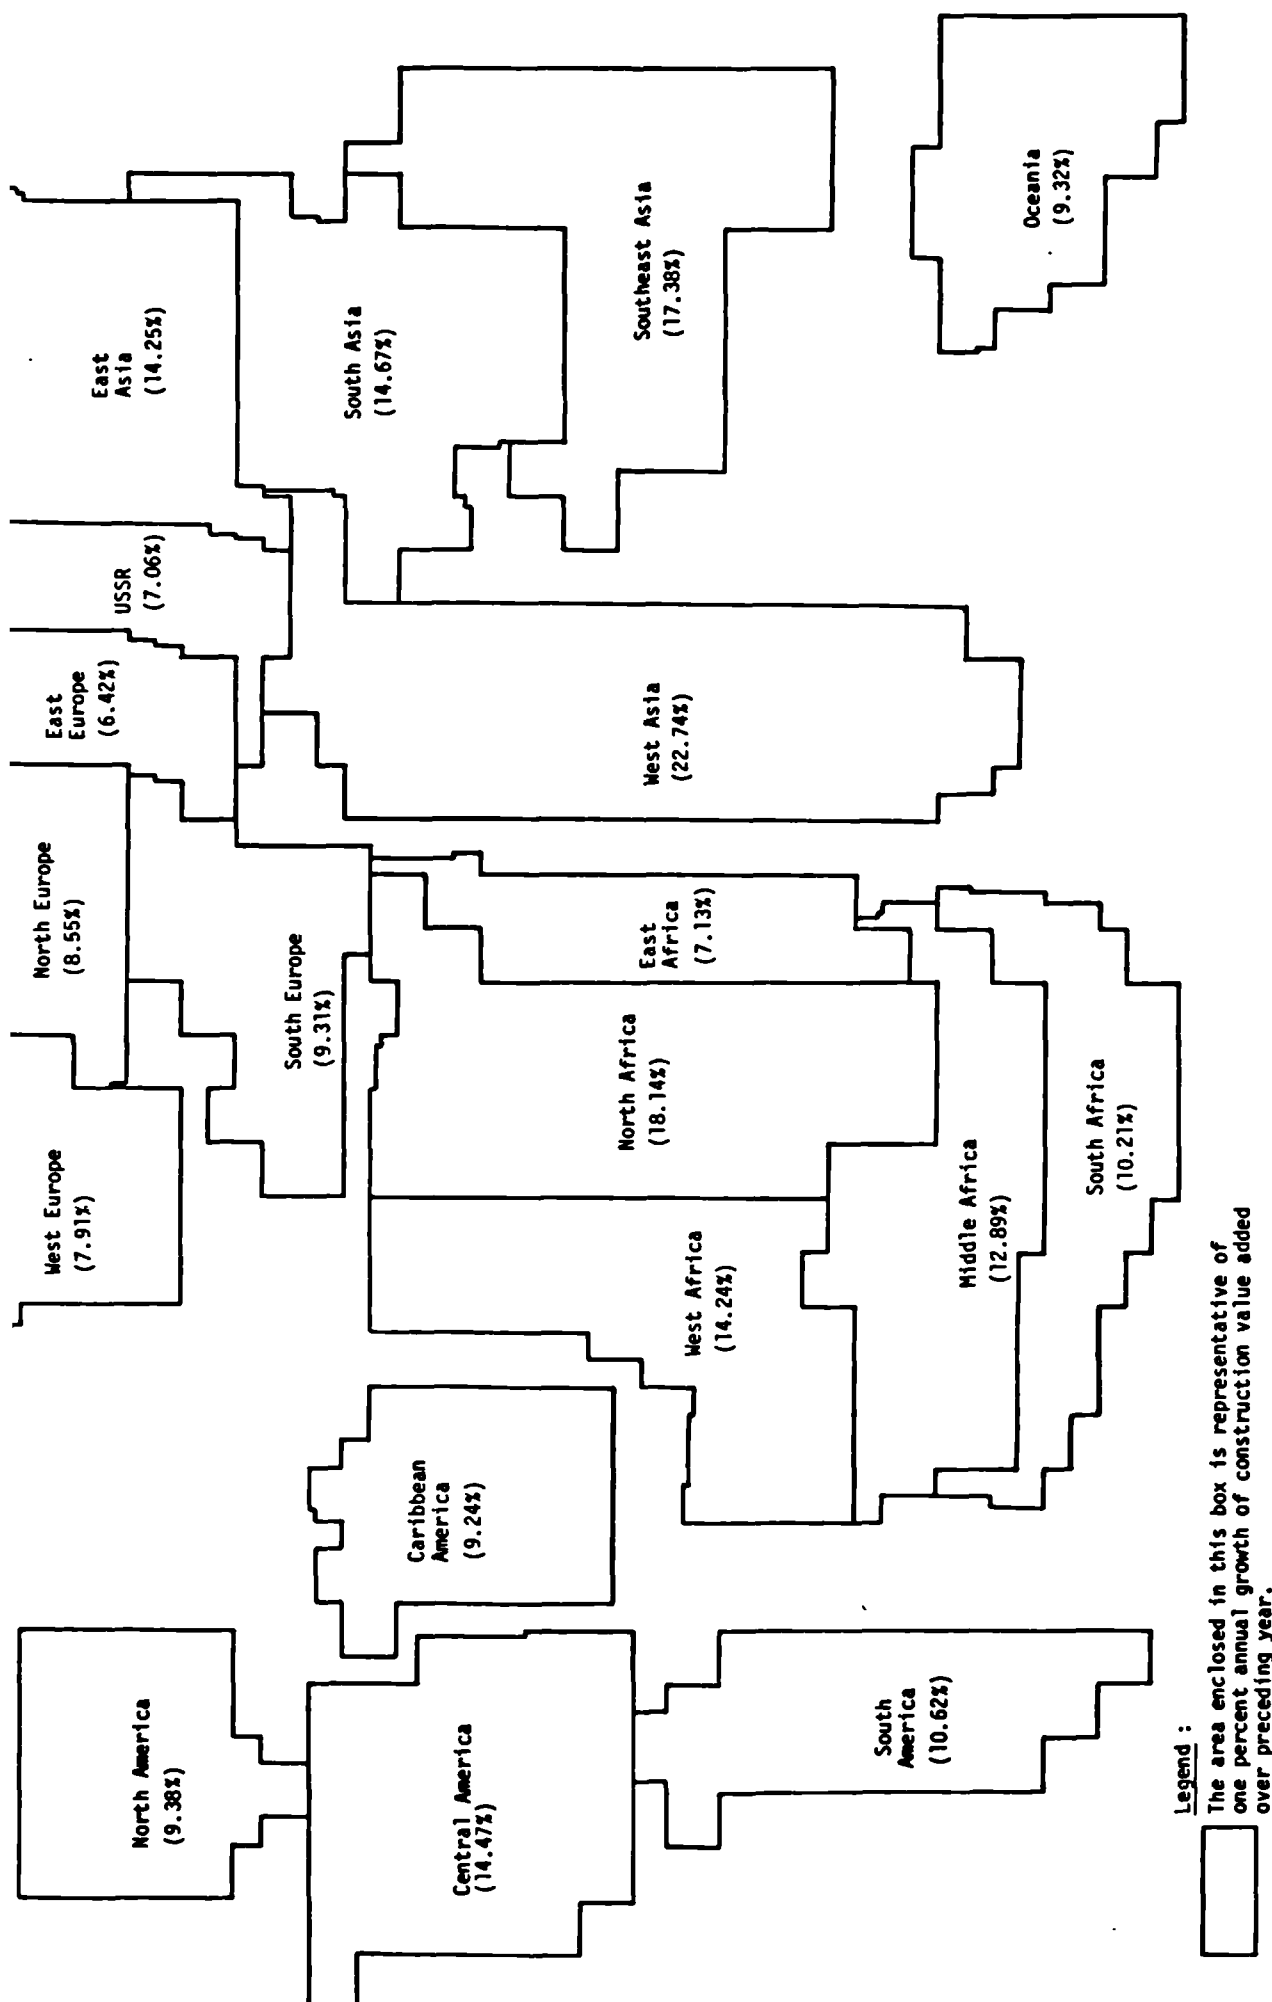 North America
(9.38%)
Central America
(14.47%)
South
America
(10.62%)
Caribbean
America
(9.24%)
West Europe
(7.91%)
North Europe
(8.55%)
South Europe
(9.31%)
East
Europe
(6.42%)
USSR
(7.06%)
East
Asia
(14.25%)
South Asia
(14.67%)
Southeast Asia
(17.38%)
West Asia
(22.74%)
West Africa
(14.24%)
North Africa
(18.14%)
East
Africa
(7.13%)
Middle Africa
(12.89%)
South Africa
(10.21%)
Oceania
(9.32%)
Legend :
The area enclosed in this box is representative of
one percent annual growth of construction value added
over preceding year.